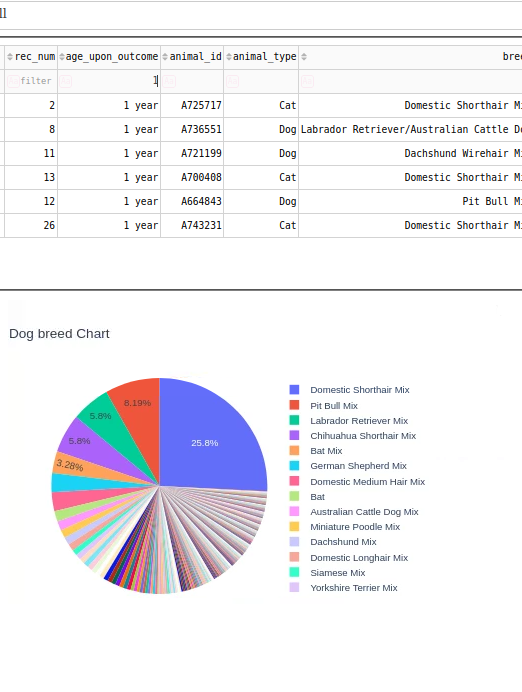 ll
rec_num age_upon_outcome animal_id animal_type bree
filter 1
2 1 year A725717 Cat Domestic Shorthair Mi
8 1 year A736551 Dog Labrador Retriever/Australian Cattle Do
11 1 year A721199 Dog Dachshund Wirehair Mi
13 1 year A700408 Cat Domestic Shorthair Mi
12 1 year A664843 Dog Pit Bull Mi
26 1 year A743231 Cat Domestic Shorthair Mi
Dog breed Chart
8.19%
5.8%
5.8%
3.28%
25.8%
Domestic Shorthair Mix
Pit Bull Mix
Labrador Retriever Mix
Chihuahua Shorthair Mix
Bat Mix
German Shepherd Mix
Domestic Medium Hair Mix
Bat
Australian Cattle Dog Mix
Miniature Poodle Mix
Dachshund Mix
Domestic Longhair Mix
Siamese Mix
Yorkshire Terrier Mix